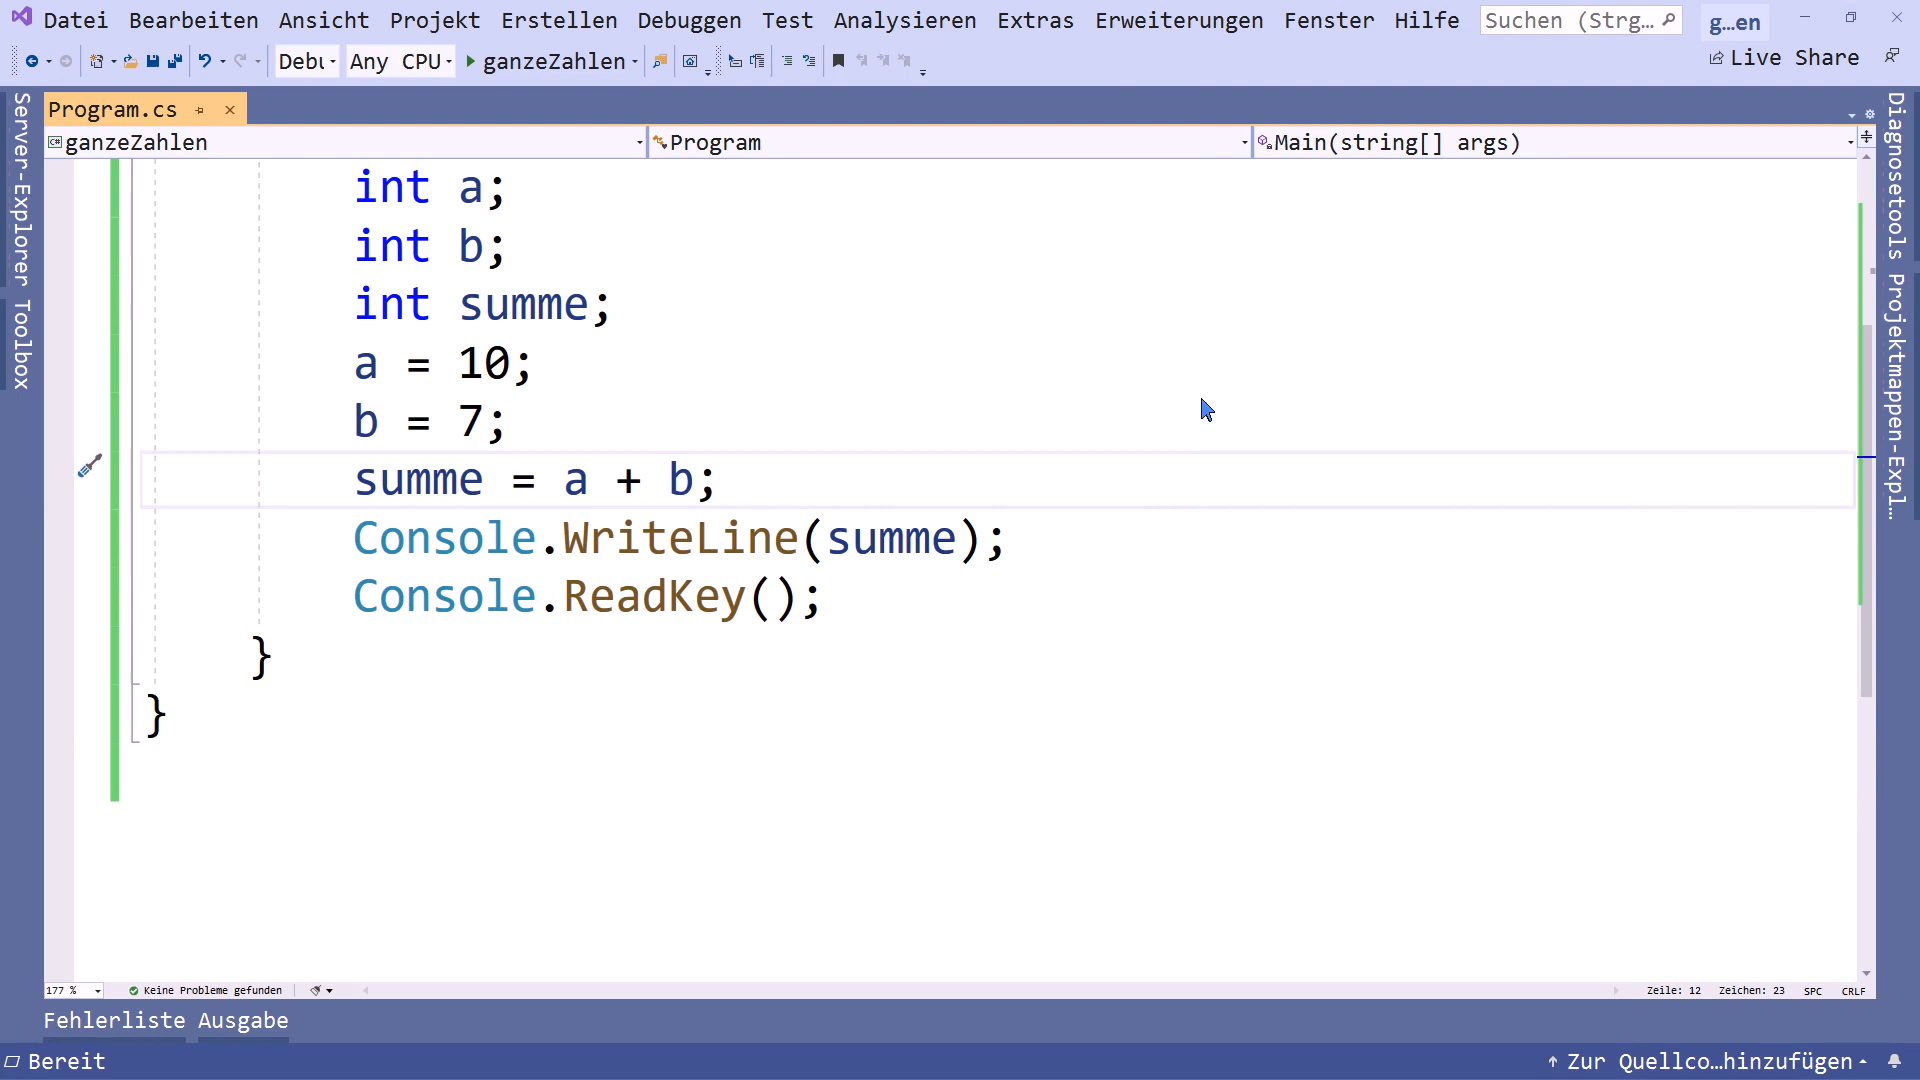 Datei Bearbeiten Ansicht Projekt Erstellen Debuggen Test Analysieren Extras Erweiterungen Fenster Hilfe Suchen (Strg... g...en
Debu Any CPU ganzeZahlen Live Share
Program.cs
ganzeZahlen Program Main(string[] args)
Server-Explorer
Toolbox
int a;
int b;
int summe;
a = 10;
b = 7;
summe = a + b;
Console.WriteLine(summe);
Console.ReadKey();
}
}
Diagnosetools
Projektmappen-Expl...
177 % Keine Probleme gefunden Zeile: 12 Zeichen: 23 SPC CRLF
Fehlerliste Ausgabe
Bereit Zur Quellco...hinzufügen